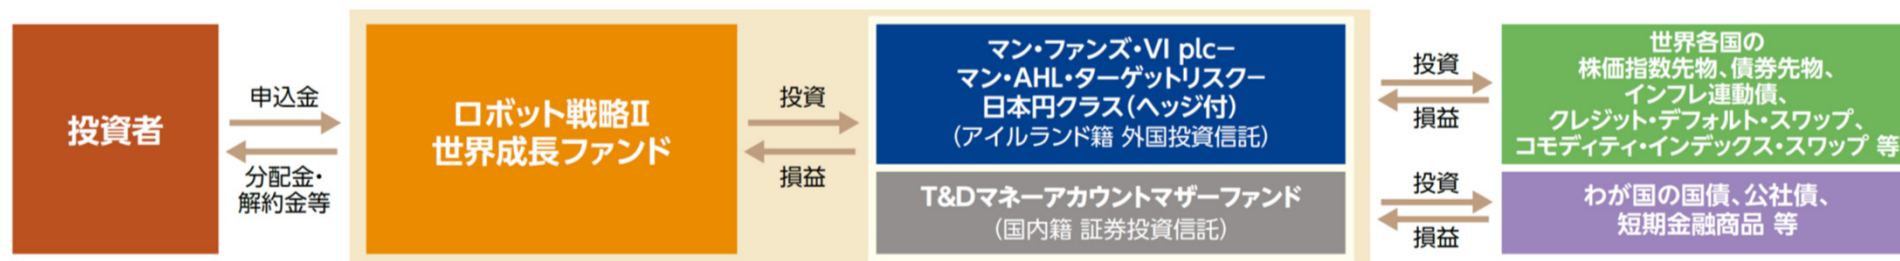 投資者
申込金
分配金・
解約金等
ロボット戦略Ⅱ
世界成長ファンド
投資
損益
マン・ファンズ・VI plc－
マン・AHL・ターゲットリスク－
日本円クラス（ヘッジ付）
（アイルランド籍 外国投資信託）
T&Dマネーアカウントマザーファンド
（国内籍 証券投資信託）
投資
損益
投資
損益
世界各国の
株価指数先物、債券先物、
インフレ連動債、
クレジット・デフォルト・スワップ、
コモディティ・インデックス・スワップ 等
わが国の国債、公社債、
短期金融商品 等